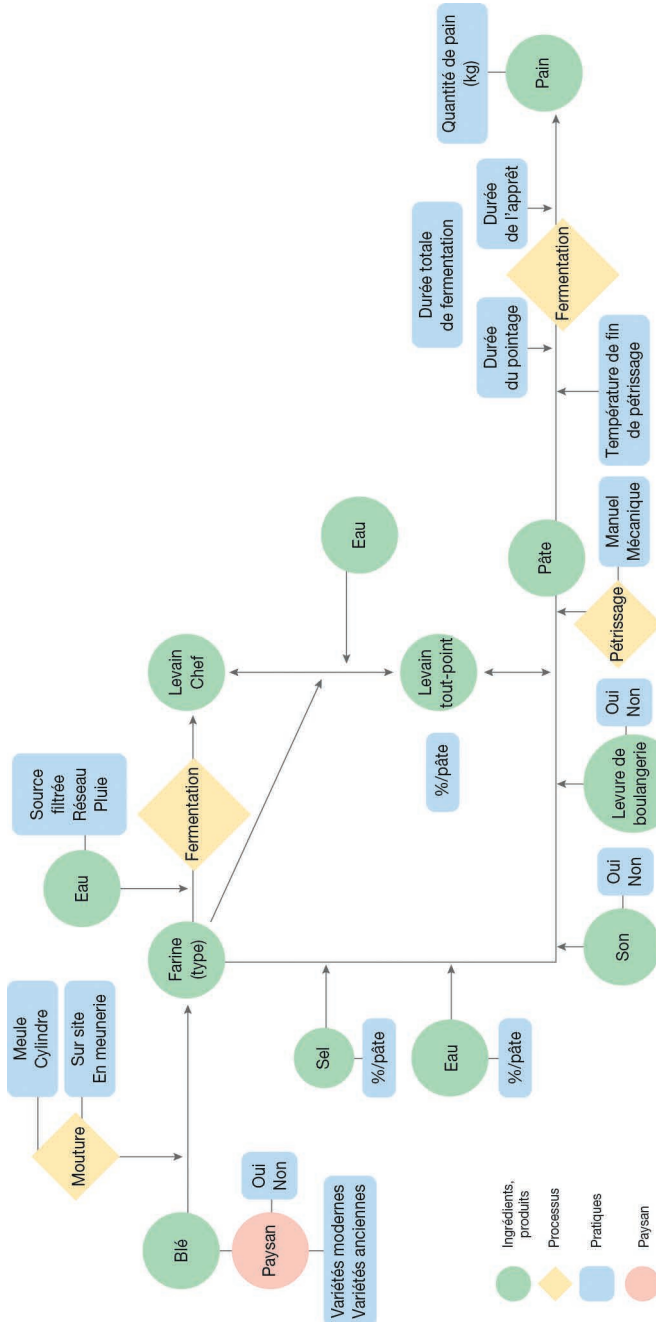 Meule
Cylindre
Sur site
En meunerie
Mouture
Blé
Paysan
Oui
Non
Variétés modernes
Variétés anciennes
Source
filtrée
Réseau
Pluie
Eau
Farine
(type)
Fermentation
Levain
Chef
Eau
Levain
tout-point
%/pâte
Sel
%/pâte
Eau
%/pâte
Son
Oui
Non
Levure de
boulangerie
Oui
Non
Pétrissage
Manuel
Mécanique
Pâte
Température de fin
de pétrissage
Durée
du pointage
Durée totale
de fermentation
Fermentation
Durée
de l’apprêt
Quantité de pain
(kg)
Pain
Ingrédients,
produits
Processus
Pratiques
Paysan